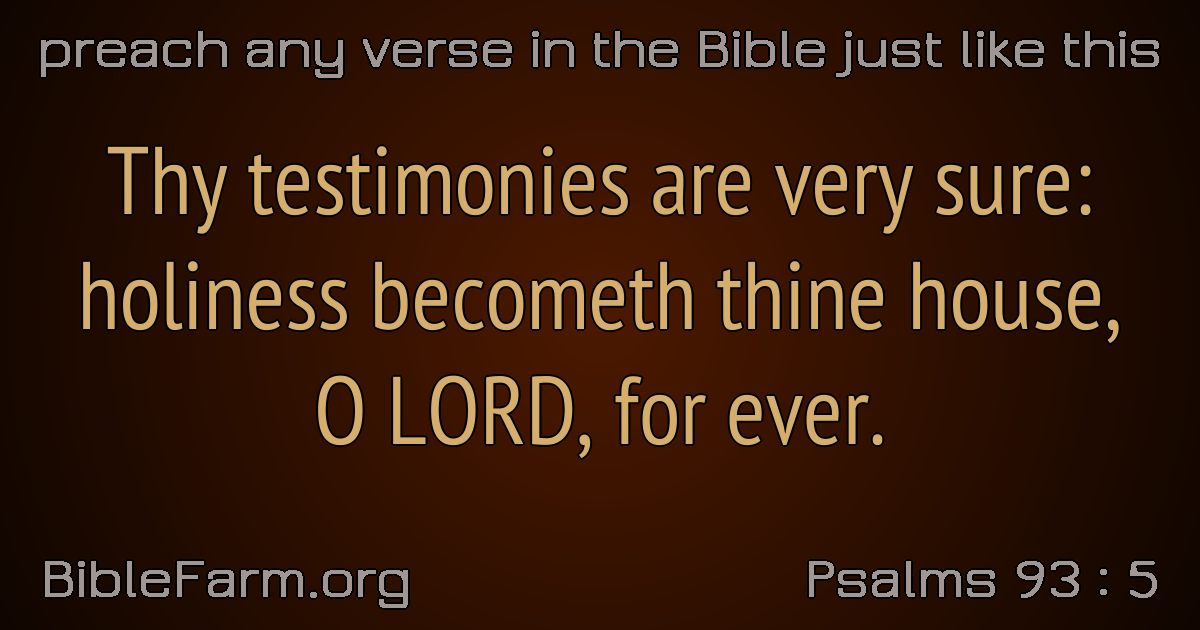 preach any verse in the Bible just like this
Thy testimonies are very sure:
holiness becometh thine house,
O LORD, for ever.
BibleFarm.org
Psalms 93 : 5